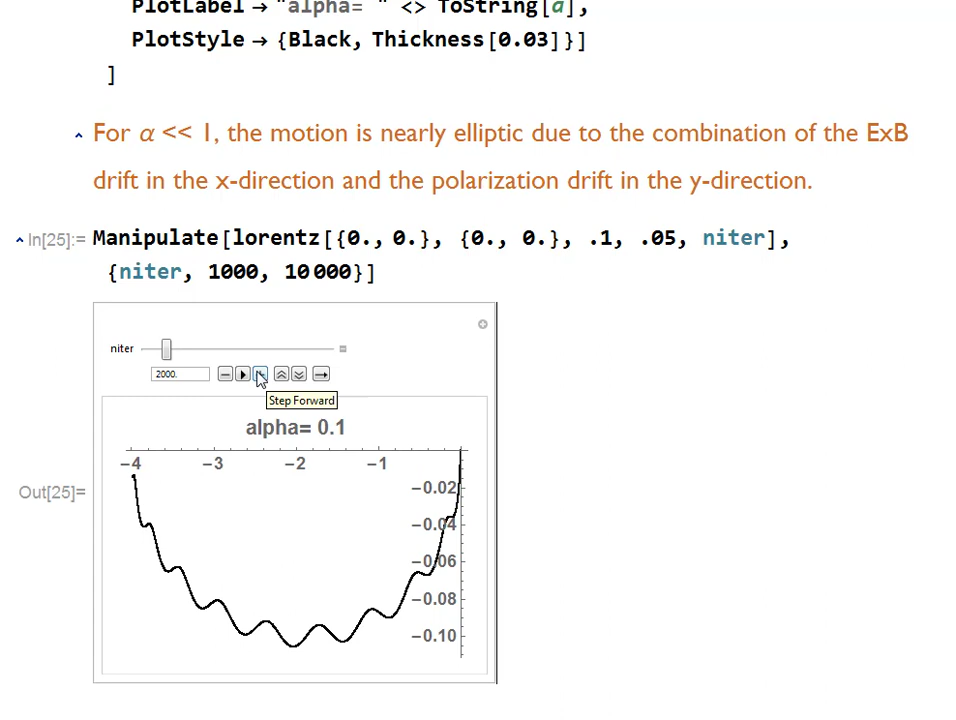 PlotLabel → "alpha= " <> ToString[a],
PlotStyle → {Black, Thickness[0.03]}]
]
For α << 1, the motion is nearly elliptic due to the combination of the ExB
drift in the x-direction and the polarization drift in the y-direction.
In[25]:= Manipulate[lorentz[{0., 0.}, {0., 0.}, .1, .05, niter],
{niter, 1000, 10 000}]
niter
2000.
Step Forward
alpha= 0.1
-4 -3 -2 -1
-0.02
-0.04
-0.06
-0.08
-0.10
Out[25]=